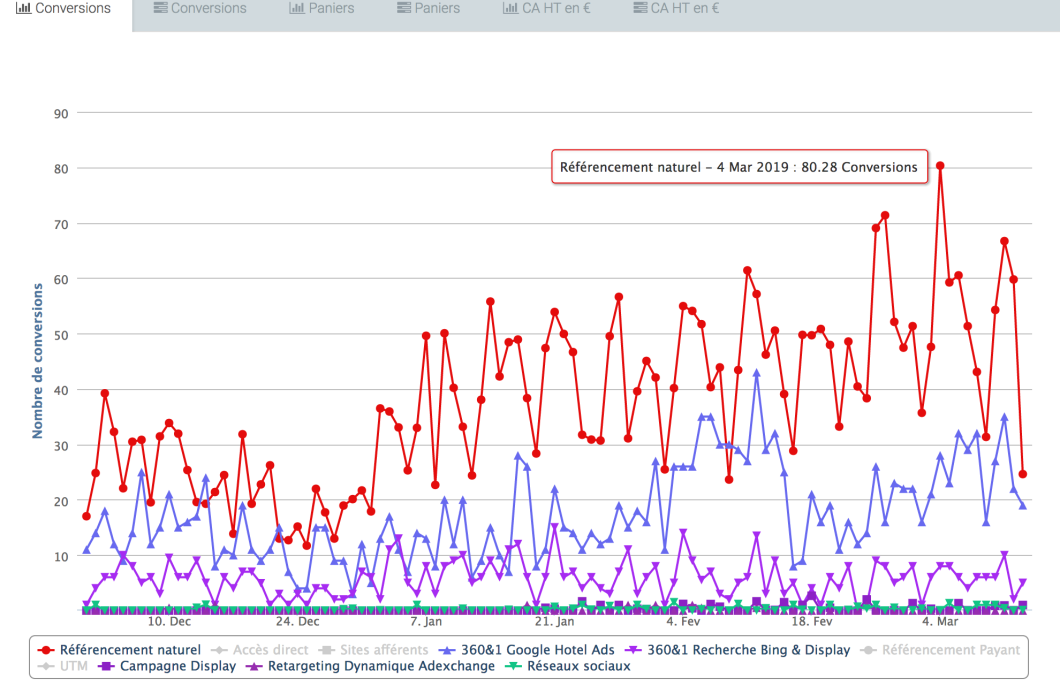 Conversions Conversions Paniers Paniers CA HT en € CA HT en €
90
Référencement naturel – 4 Mar 2019 : 80.28 Conversions
80
70
60
50
40
30
20
10
Nombre de conversions
10. Dec 24. Dec 7. Jan 21. Jan 4. Fev 18. Fev 4. Mar
Référencement naturel Accès direct Sites afférents 360&1 Google Hotel Ads 360&1 Recherche Bing & Display Référencement Payant
UTM Campagne Display Retargeting Dynamique Adexchange Réseaux sociaux